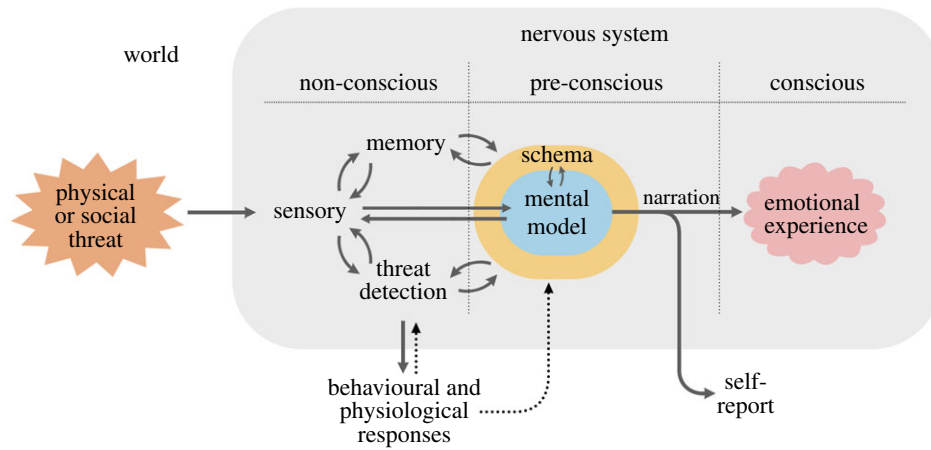 nervous system
world
non-conscious
pre-conscious
conscious
memory
schema
physical
or social
threat
sensory
mental
model
narration
emotional
experience
threat
detection
behavioural and
physiological
responses
self-
report